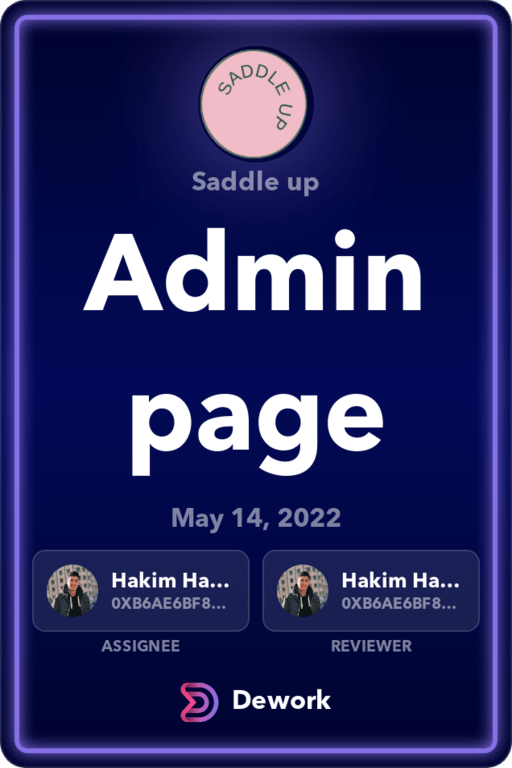 SADDLE UP
Saddle up
Admin
page
May 14, 2022
Hakim Ha...
0XB6AE6BF8...
Hakim Ha...
0XB6AE6BF8...
ASSIGNEE
REVIEWER
Dework